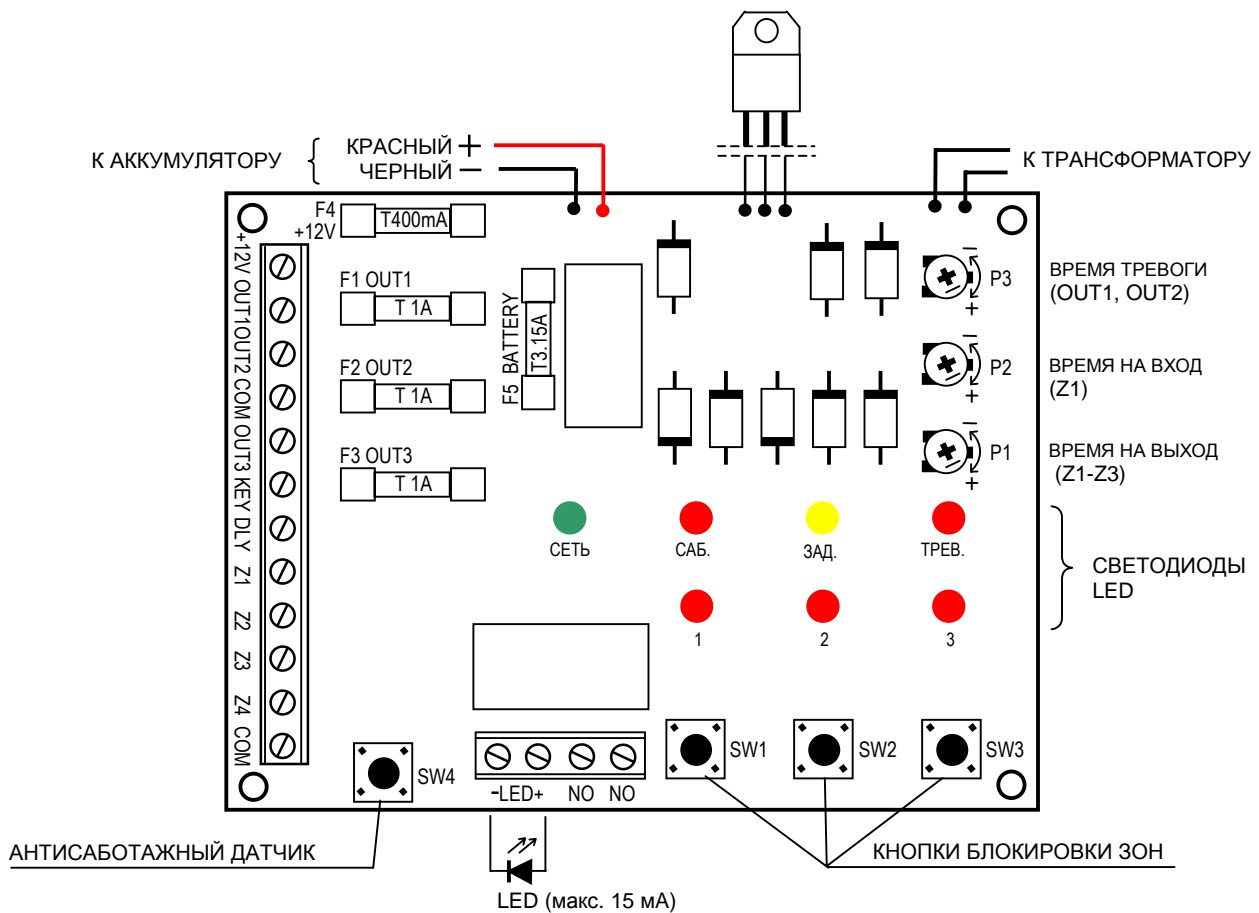 К АККУМУЛЯТОРУ
КРАСНЫЙ +
ЧЕРНЫЙ −
К ТРАНСФОРМАТОРУ
F4
+12V
T400mA
F1 OUT1
T 1A
F2 OUT2
T 1A
F3 OUT3
T 1A
F5 BATTERY
T3.15A
+12V OUT1 OUT2 COM OUT3 KEY DLY Z1 Z2 Z3 Z4 COM
−
P3
+
ВРЕМЯ ТРЕВОГИ
(OUT1, OUT2)
−
P2
+
ВРЕМЯ НА ВХОД
(Z1)
−
P1
+
ВРЕМЯ НА ВЫХОД
(Z1-Z3)
СЕТЬ
САБ.
ЗАД.
ТРЕВ.
1
2
3
СВЕТОДИОДЫ
LED
SW4
-LED+ NO NO
SW1
SW2
SW3
АНТИСАБОТАЖНЫЙ ДАТЧИК
КНОПКИ БЛОКИРОВКИ ЗОН
LED (макс. 15 мА)